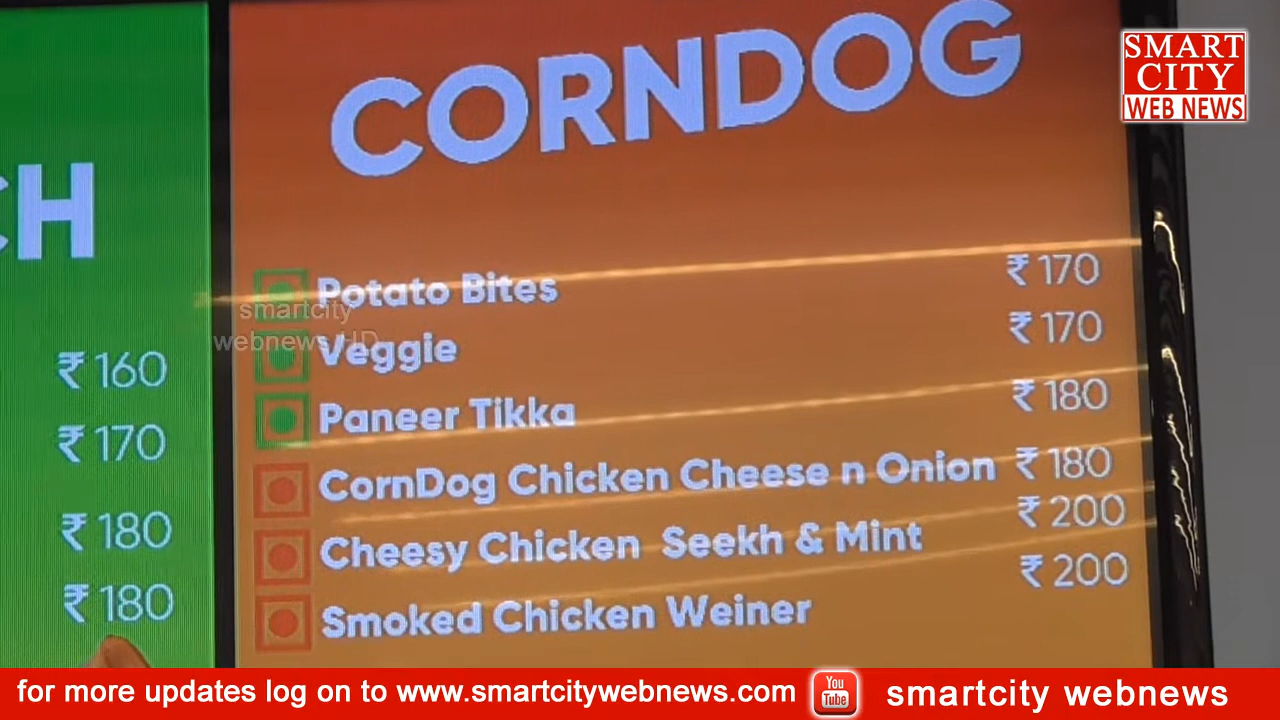 CORNDOG
SMART
CITY
WEB NEWS
CH
₹ 160
₹ 170
₹ 180
₹ 180
Potato Bites ₹ 170
Veggie ₹ 170
Paneer Tikka ₹ 180
CornDog Chicken Cheese n Onion ₹ 180
Cheesy Chicken Seekh & Mint ₹ 200
Smoked Chicken Weiner ₹ 200
smartcity
webnews HD
for more updates log on to www.smartcitywebnews.com You Tube smartcity webnews